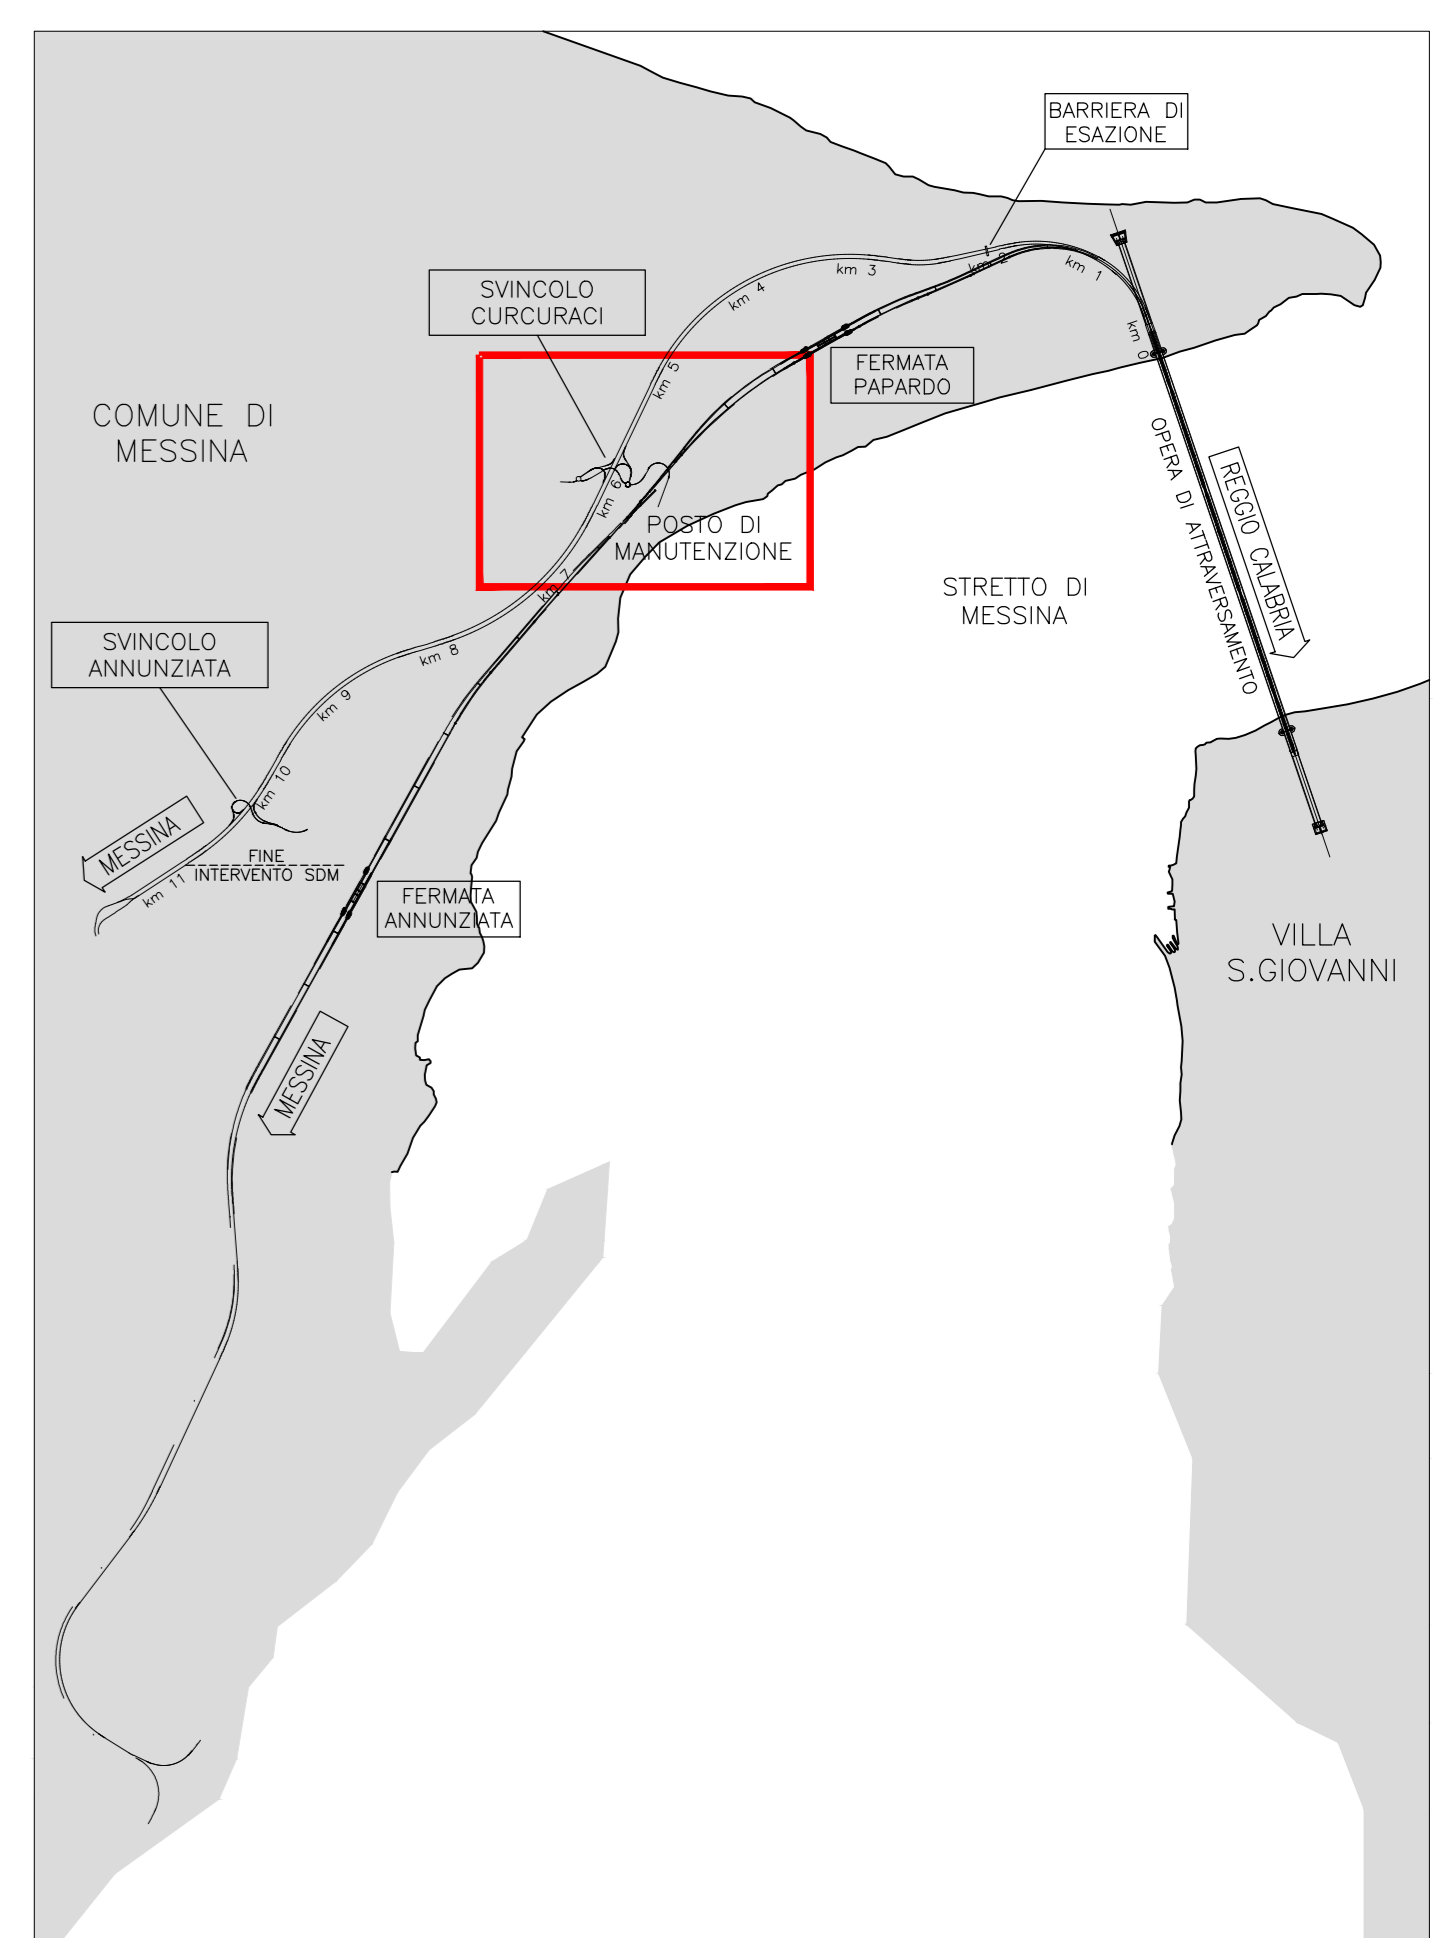 BARRIERA DI
ESAZIONE
km 2
km 1
km 3
km 4
km 0
SVINCOLO
CURCURACI
FERMATA
PAPARDO
km 5
COMUNE DI
MESSINA
km 6
POSTO DI
MANUTENZIONE
OPERA DI ATTRAVERSAMENTO
REGGIO CALABRIA
STRETTO DI
MESSINA
km 7
SVINCOLO
ANNUNZIATA
km 8
km 9
km 10
MESSINA
FINE
INTERVENTO SDM
km 11
FERMATA
ANNUNZIATA
VILLA
S.GIOVANNI
MESSINA